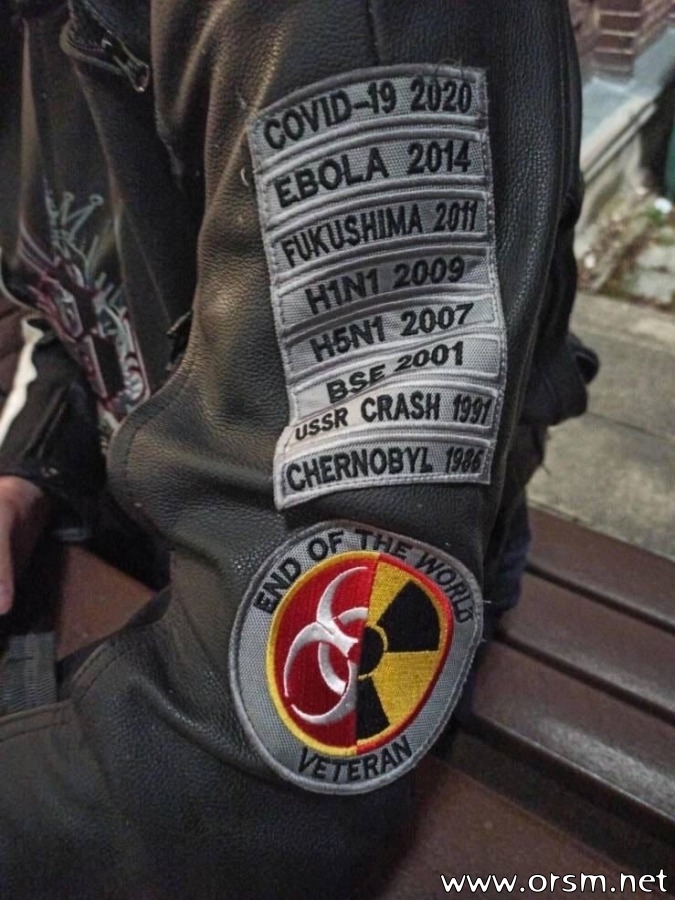 COVID-19 2020
EBOLA 2014
FUKUSHIMA 2011
H1N1 2009
H5N1 2007
BSE 2001
USSR CRASH 1991
CHERNOBYL 1986
END OF THE WORLD
VETERAN
www.orsm.net